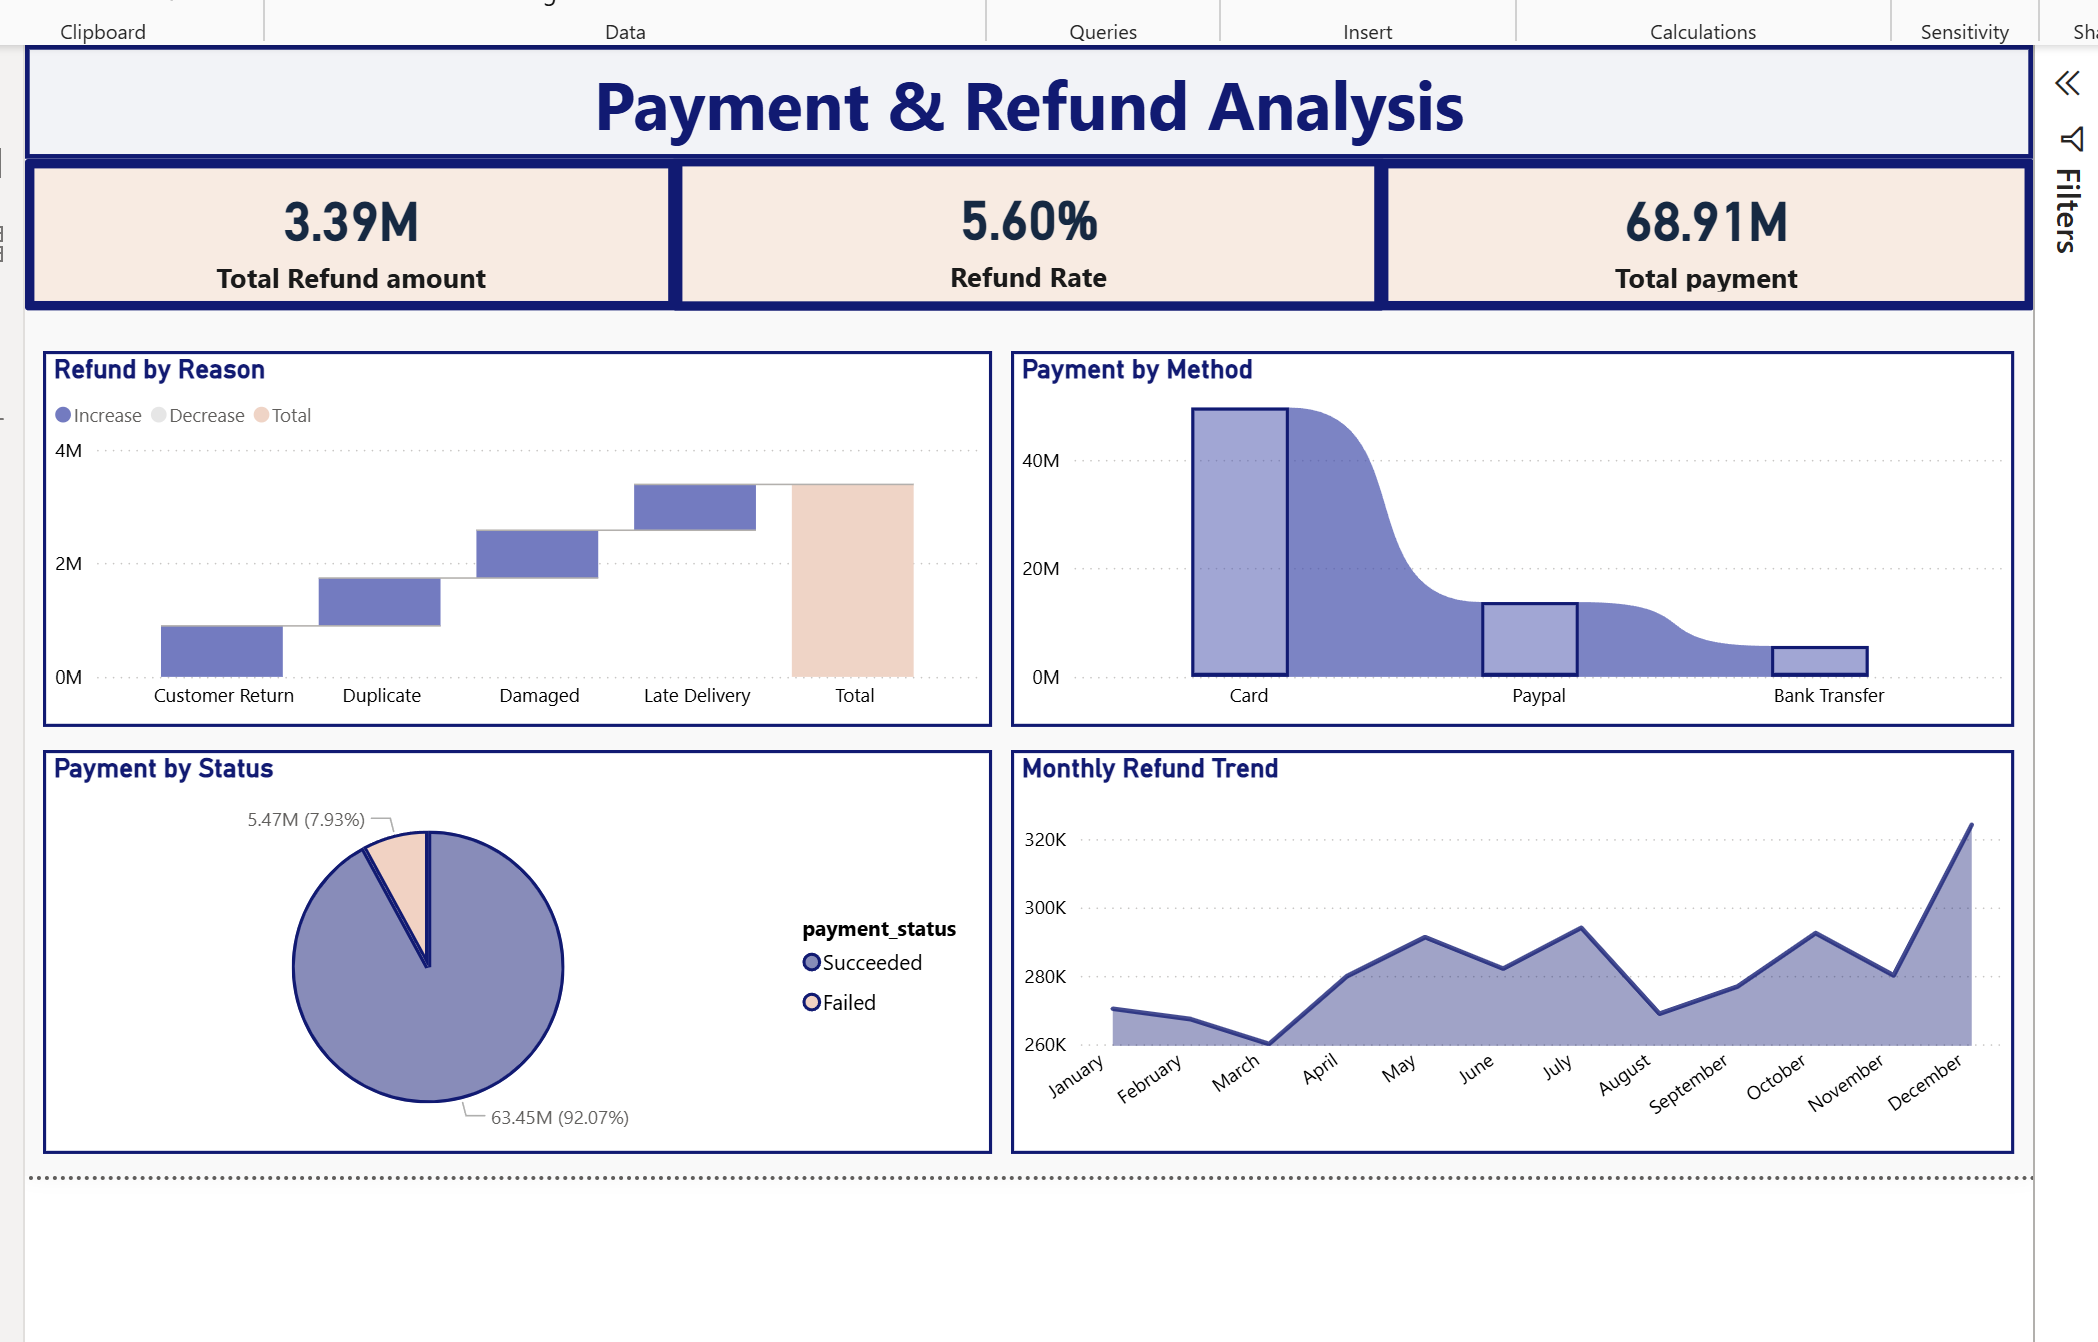 Clipboard
Data
Queries
Insert
Calculations
Sensitivity
Payment & Refund Analysis
Filters
3.39M
Total Refund amount
5.60%
Refund Rate
68.91M
Total payment
Refund by Reason
Increase Decrease Total
4M
2M
0M
Customer Return Duplicate Damaged Late Delivery Total
Payment by Method
40M
20M
0M
Card Paypal Bank Transfer
Payment by Status
5.47M (7.93%)
63.45M (92.07%)
payment_status
Succeeded
Failed
Monthly Refund Trend
320K
300K
280K
260K
January February March April May June July August September October November December